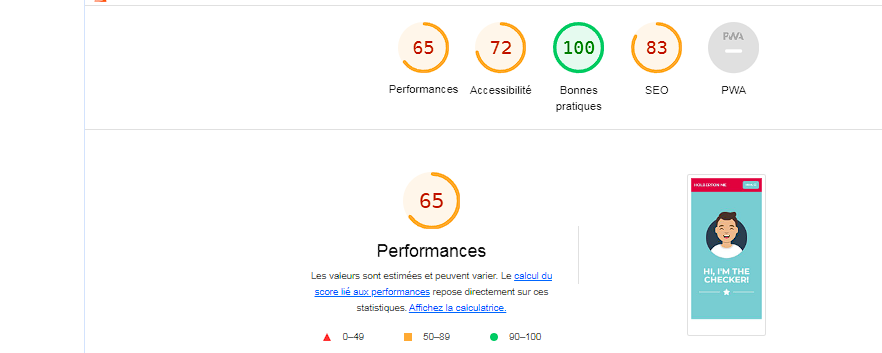 65
72
100
83
PWA
Performances
Accessibilité
Bonnes
pratiques
SEO
PWA
65
Performances
Les valeurs sont estimées et peuvent varier. Le calcul du
score lié aux performances repose directement sur ces
statistiques. Affichez la calculatrice.
0–49
50–89
90–100
HOLBERTON ME
HI, I'M THE
CHECKER!